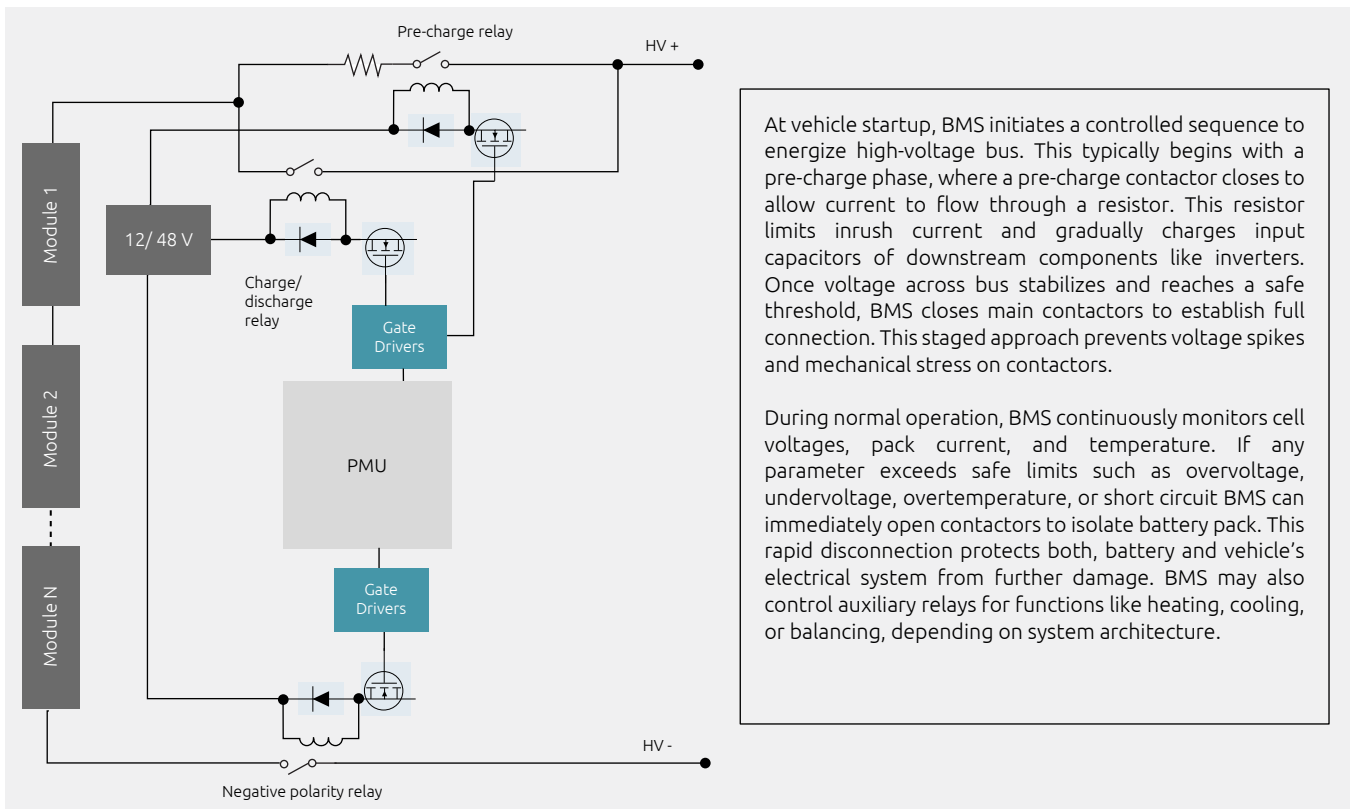 Pre-charge relay
HV +
Module 1
12/ 48 V
Charge/
discharge
relay
Gate
Drivers
Module 2
PMU
Gate
Drivers
Module N
HV -
Negative polarity relay
At vehicle startup, BMS initiates a controlled sequence to
energize high-voltage bus. This typically begins with a
pre-charge phase, where a pre-charge contactor closes to
allow current to flow through a resistor. This resistor
limits inrush current and gradually charges input
capacitors of downstream components like inverters.
Once voltage across bus stabilizes and reaches a safe
threshold, BMS closes main contactors to establish full
connection. This staged approach prevents voltage spikes
and mechanical stress on contactors.
During normal operation, BMS continuously monitors cell
voltages, pack current, and temperature. If any
parameter exceeds safe limits such as overvoltage,
undervoltage, overtemperature, or short circuit BMS can
immediately open contactors to isolate battery pack. This
rapid disconnection protects both, battery and vehicle’s
electrical system from further damage. BMS may also
control auxiliary relays for functions like heating, cooling,
or balancing, depending on system architecture.